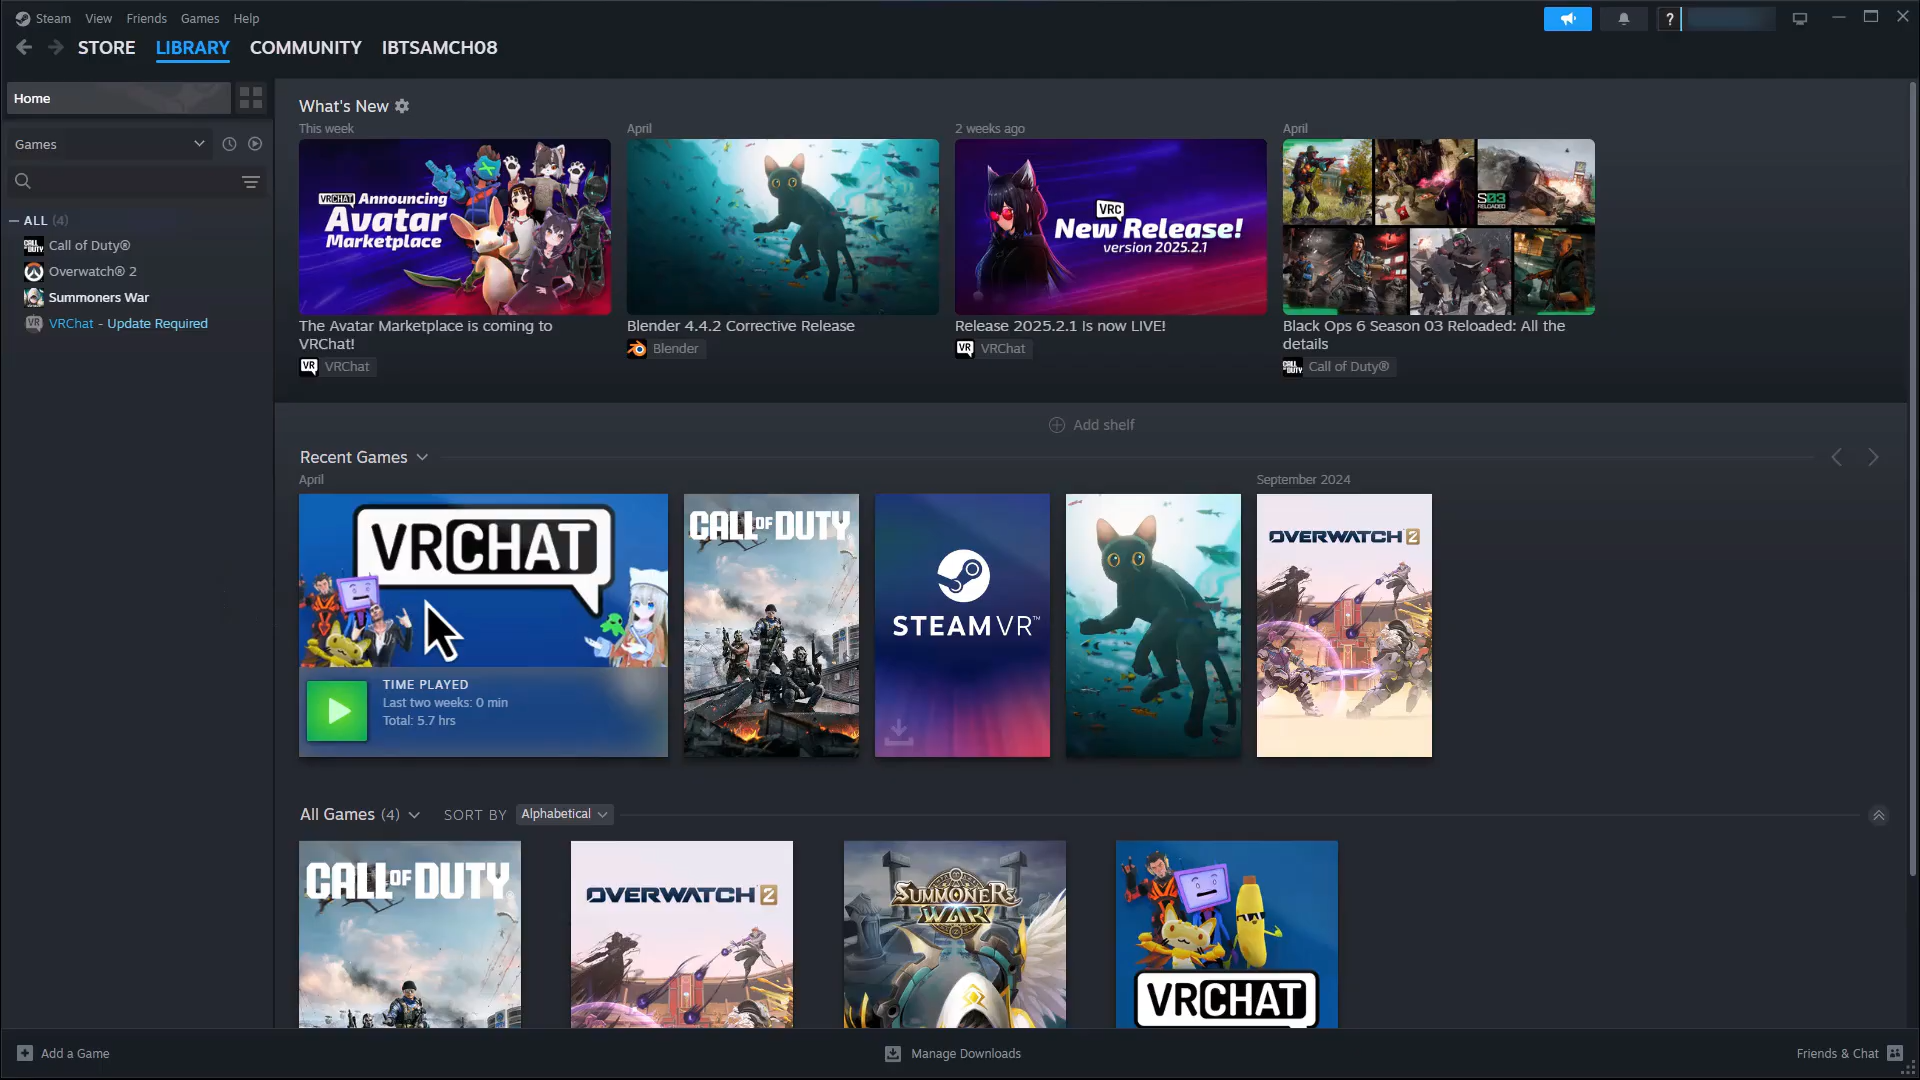 Steam View Friends Games Help
?
STORE LIBRARY COMMUNITY IBTSAMCH08
Home
Games
ALL (4)
Call of Duty®
Overwatch® 2
Summoners War
VRChat - Update Required
What's New
This week
April
2 weeks ago
April
VRCHAT Announcing
Avatar
Marketplace
VRC
New Release!
version 2025.2.1
S03
RELOADED
The Avatar Marketplace is coming to
VRChat!
VR VRChat
Blender 4.4.2 Corrective Release
Blender
Release 2025.2.1 Is now LIVE!
VR VRChat
Black Ops 6 Season 03 Reloaded: All the
details
CALL OF DUTY Call of Duty®
Add shelf
Recent Games
April
September 2024
VRCHAT
TIME PLAYED
Last two weeks: 0 min
Total: 5.7 hrs
CALL OF DUTY
STEAMVR™
OVERWATCH 2
All Games (4) SORT BY Alphabetical
CALL OF DUTY
OVERWATCH 2
SUMMONERS
WAR
VRCHAT
Add a Game
Manage Downloads
Friends & Chat